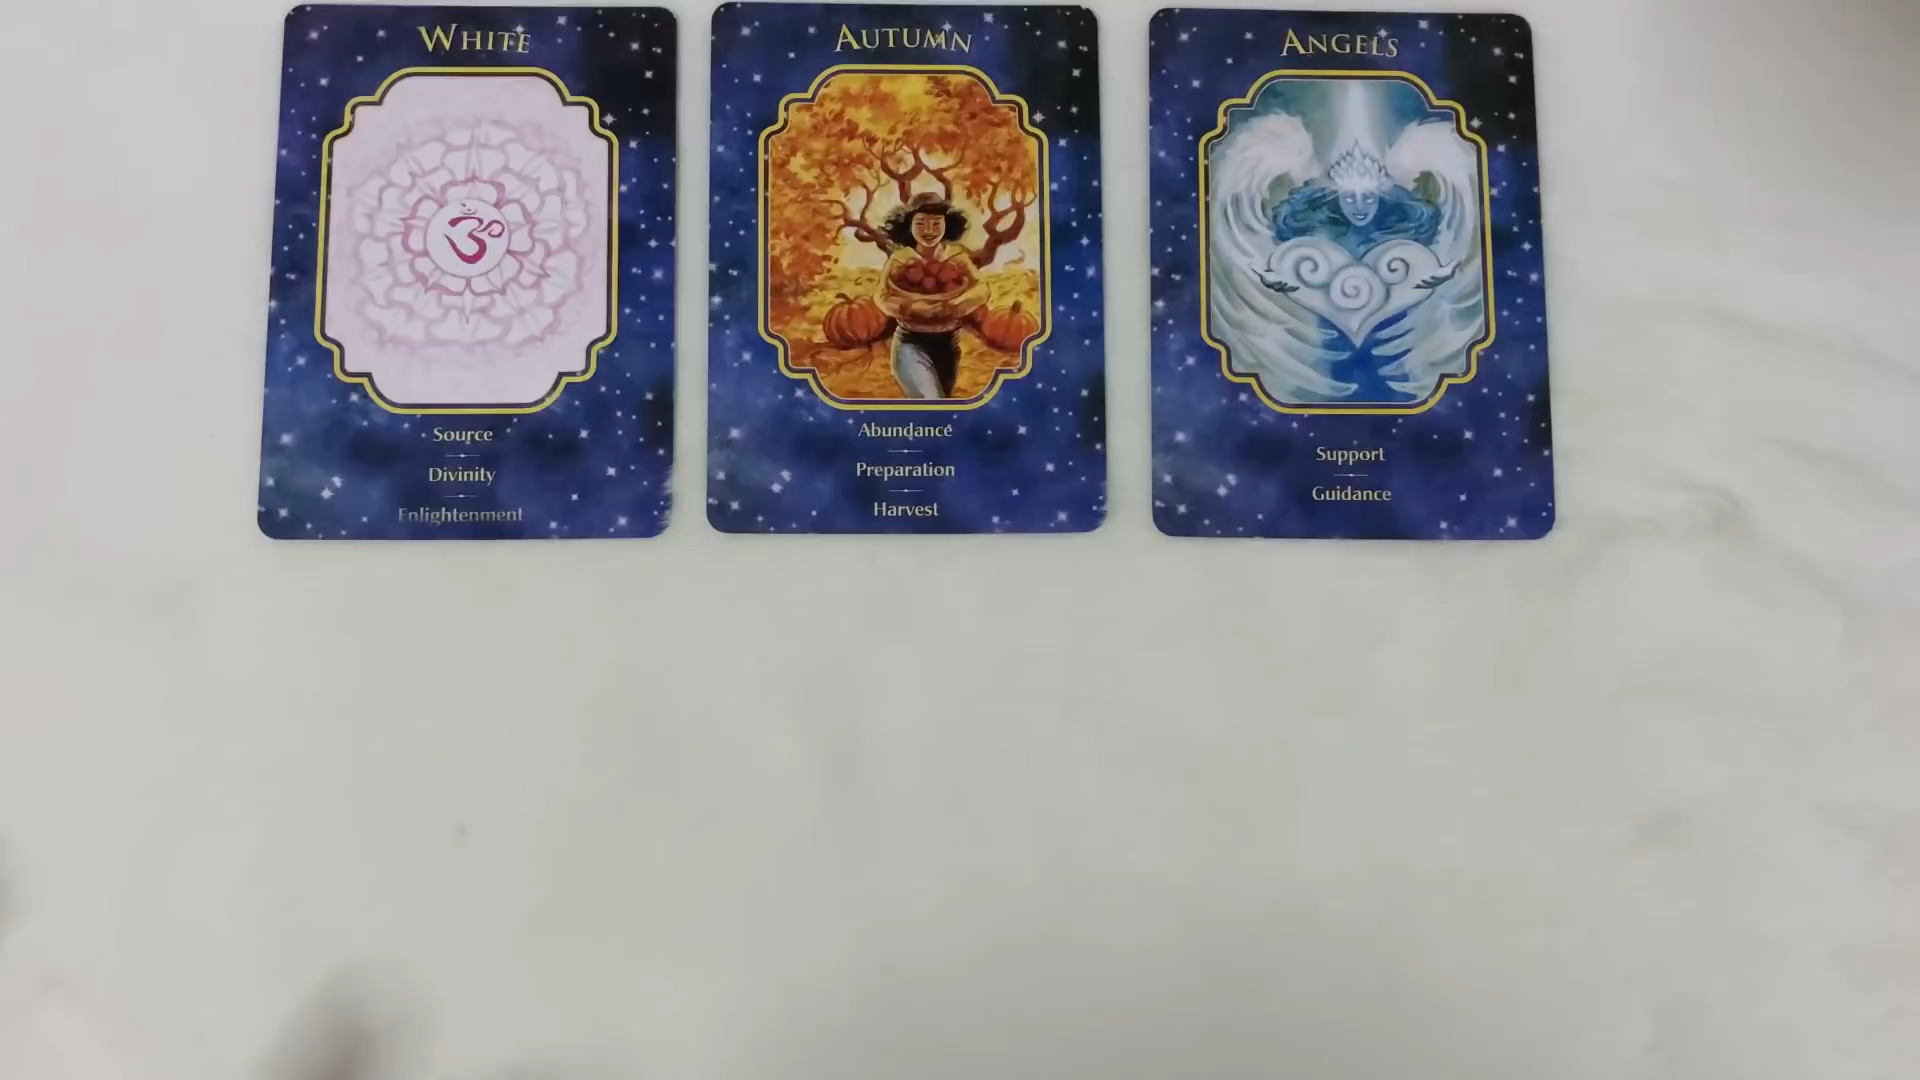 WHITE
ॐ
Source
Divinity
Enlightenment
AUTUMN
Abundance
Preparation
Harvest
ANGELS
Support
Guidance